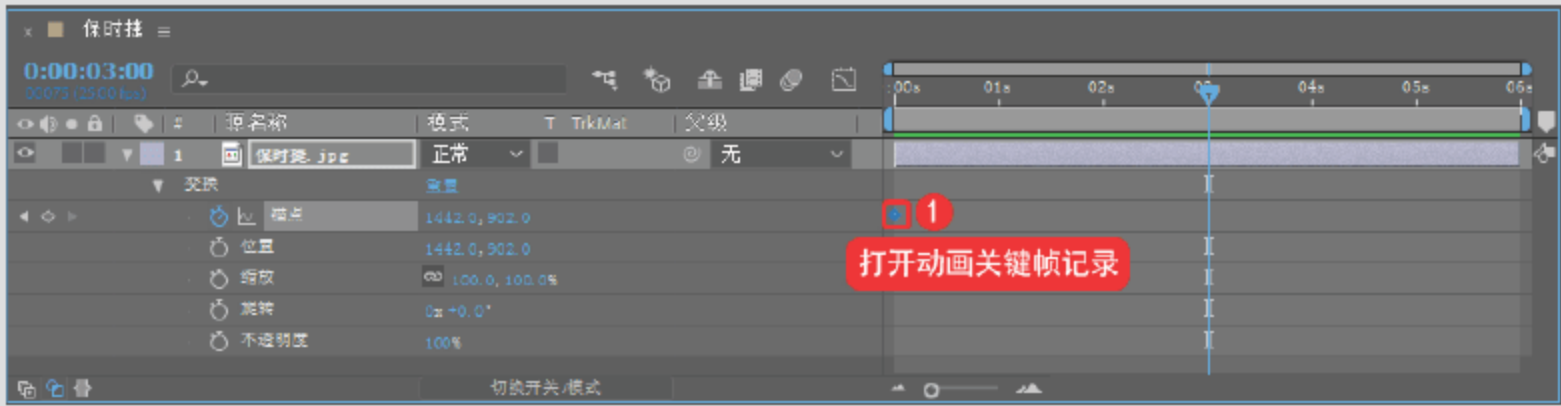 保时捷
0:00:03:00
00075 (25.00 fps)
:00s 01s 02s 03s 04s 05s 06s
# 源名称 模式 T TrkMat 父级
1 保时捷.jpg 正常 无
变换 重置
锚点 1442.0, 902.0
1
位置 1442.0, 902.0
打开动画关键帧记录
缩放 100.0, 100.0%
旋转 0x+0.0°
不透明度 100%
切换开关/模式